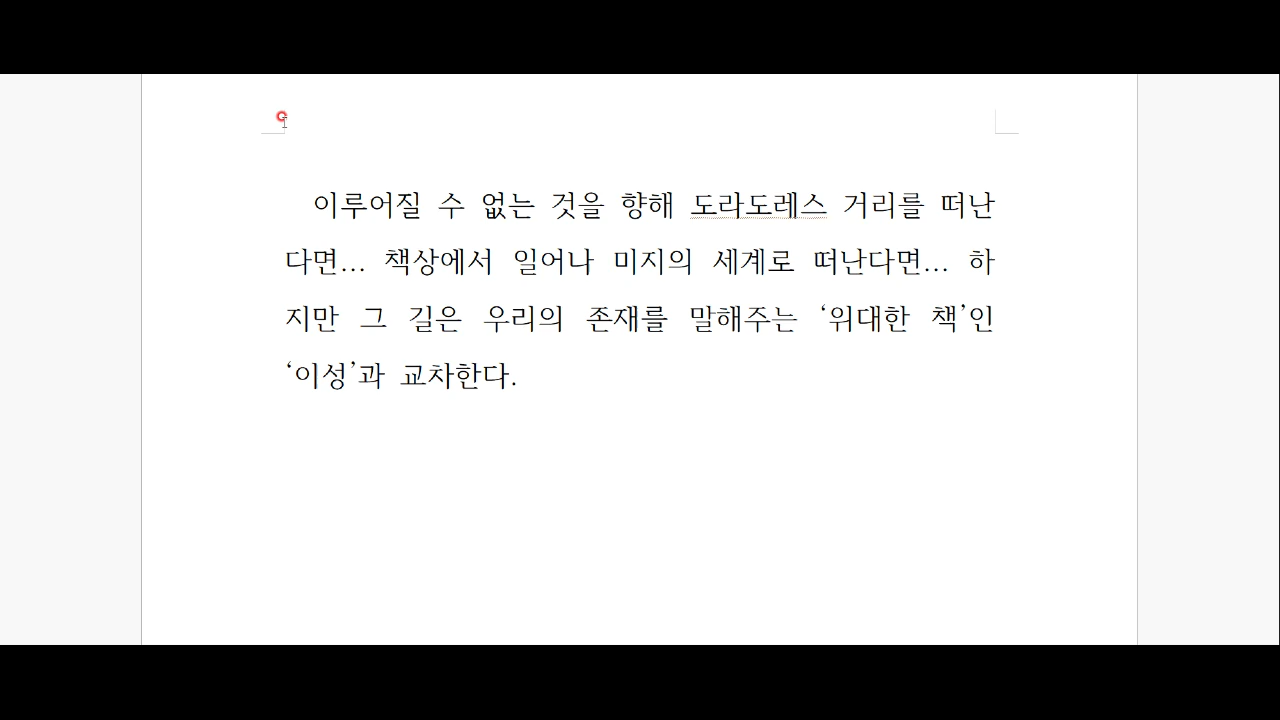 이루어질 수 없는 것을 향해 도라도레스 거리를 떠난
다면... 책상에서 일어나 미지의 세계로 떠난다면... 하
지만 그 길은 우리의 존재를 말해주는 ‘위대한 책’인
‘이성’과 교차한다.